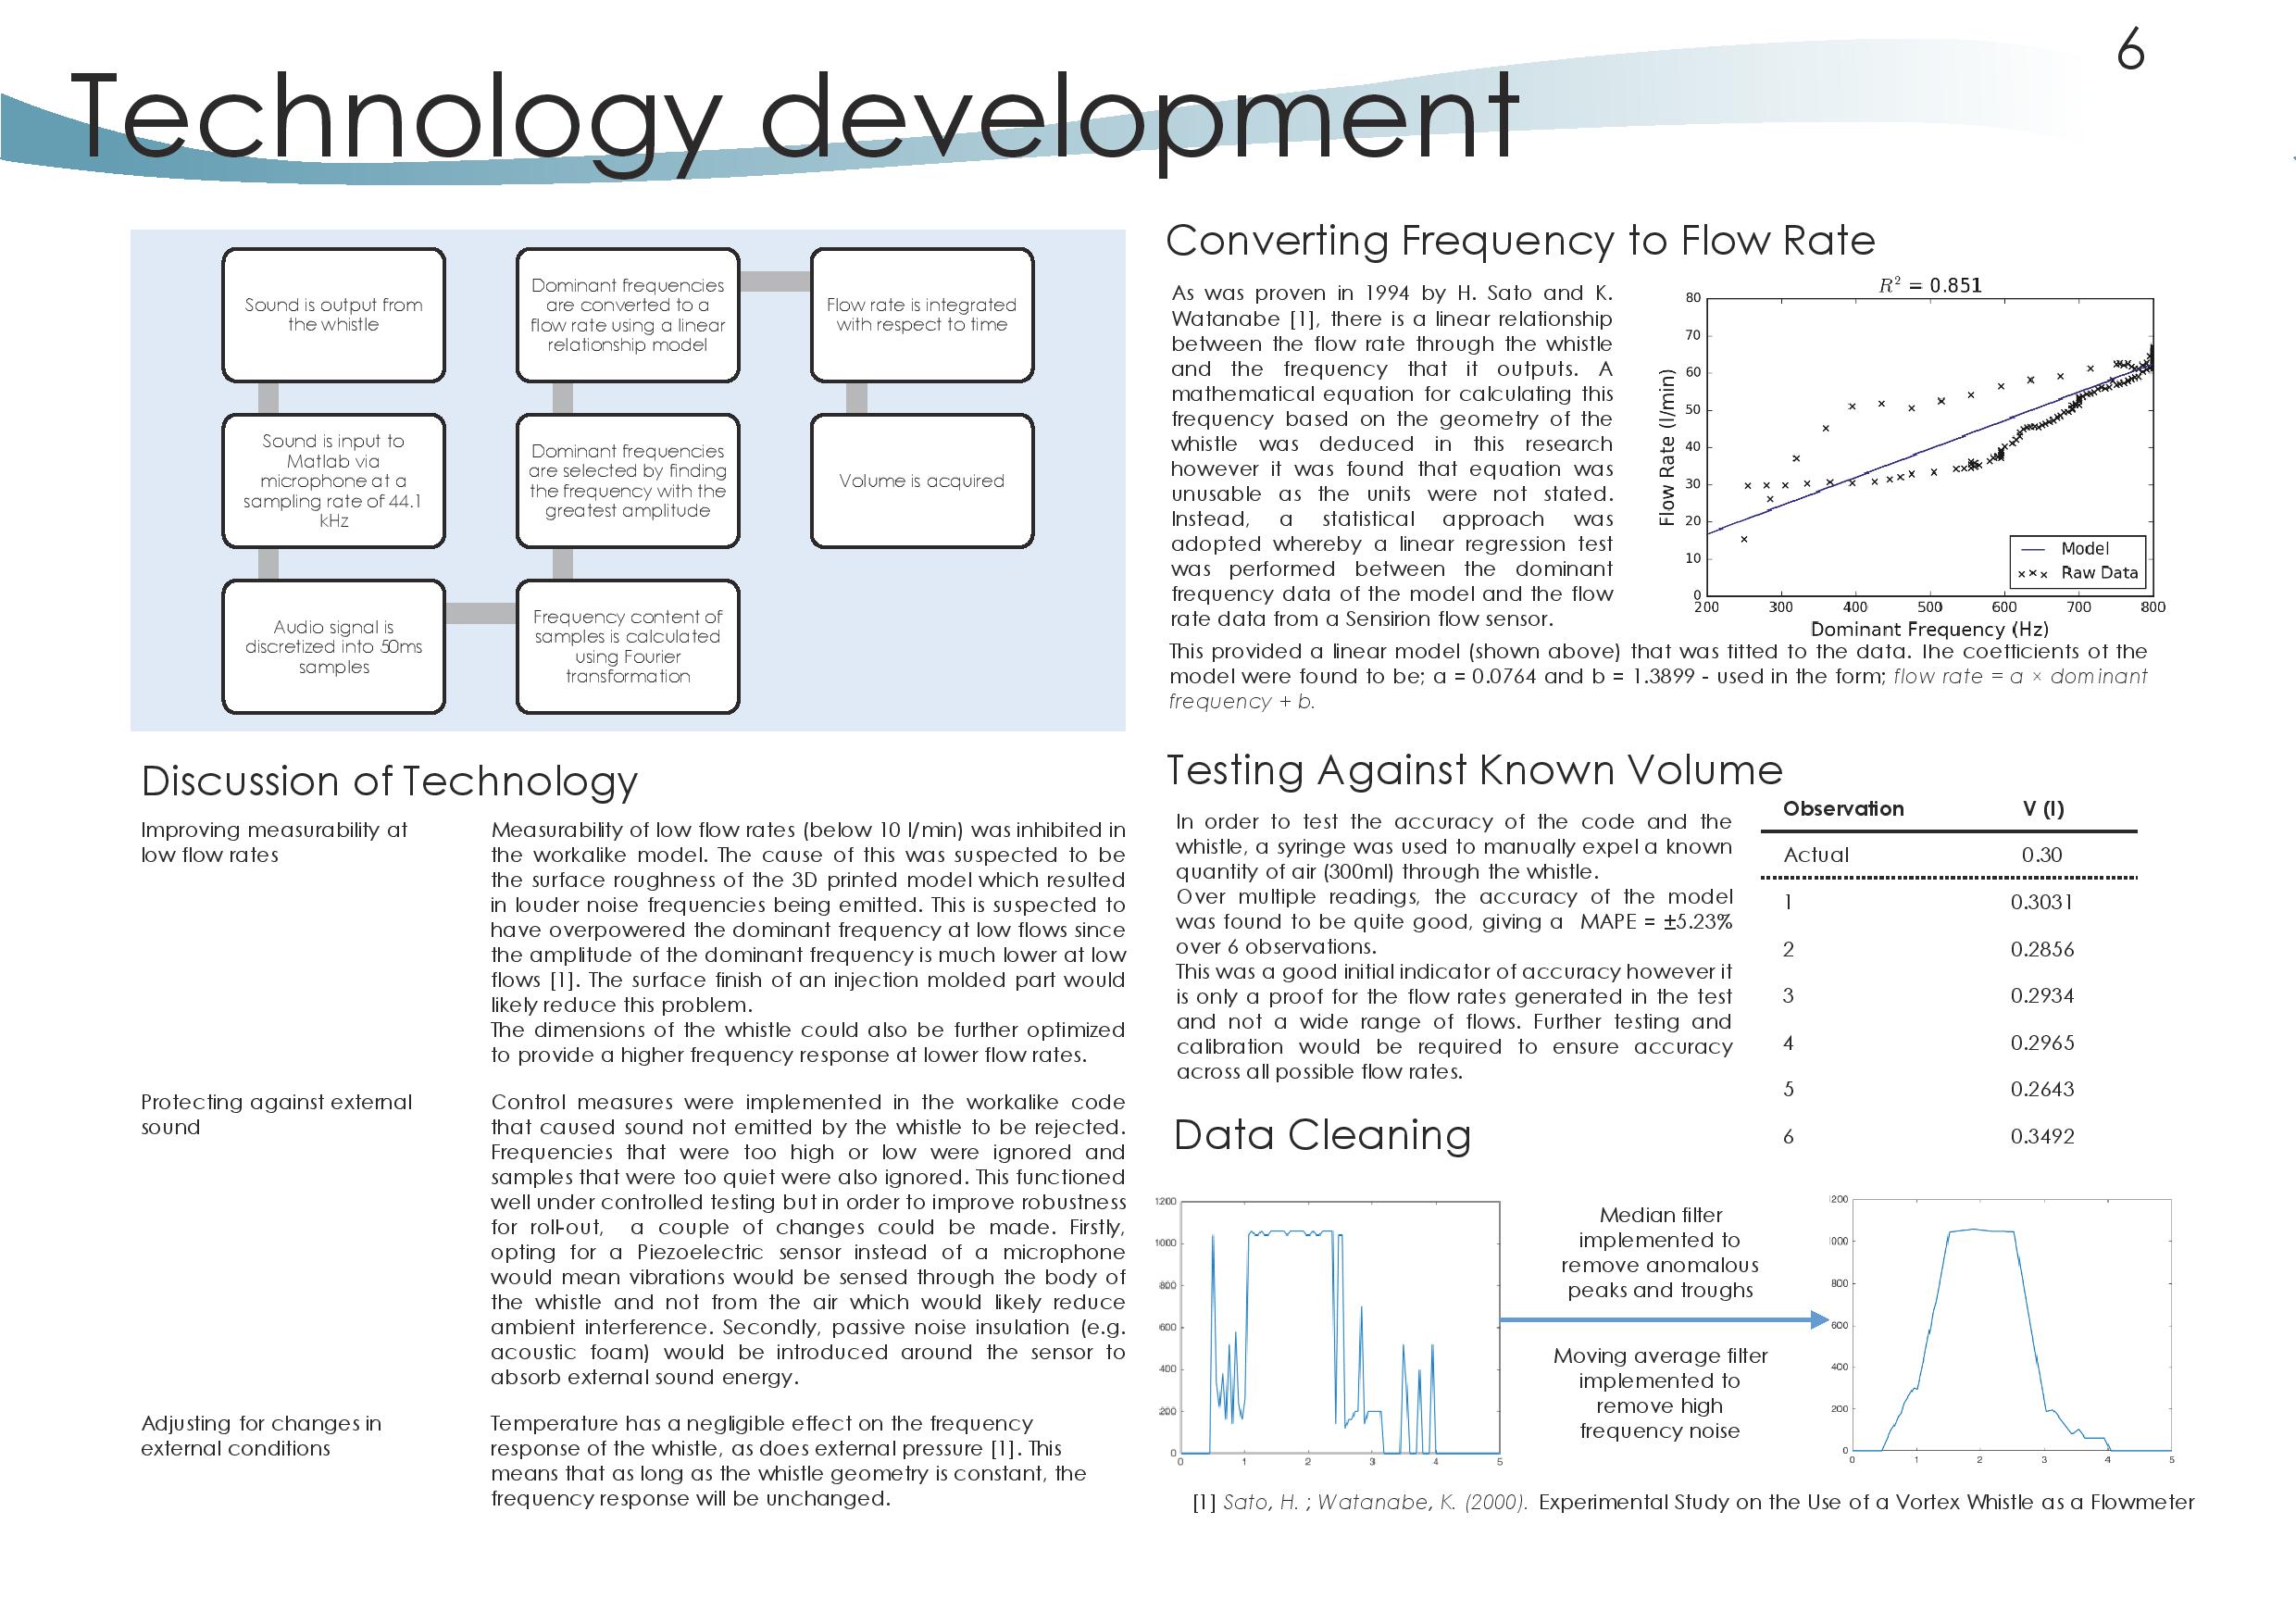 6
Technology development
Sound is output from
the whistle
Sound is input to
Matlab via
microphone at a
sampling rate of 44.1
kHz
Audio signal is
discretized into 50ms
samples
Frequency content of
samples is calculated
using Fourier
transformation
Dominant frequencies
are selected by finding
the frequency with the
greatest amplitude
Dominant frequencies
are converted to a
flow rate using a linear
relationship model
Flow rate is integrated
with respect to time
Volume is acquired
Discussion of Technology
Improving measurability at
low flow rates
Measurability of low flow rates (below 10 l/min) was inhibited in
the workalike model. The cause of this was suspected to be
the surface roughness of the 3D printed model which resulted
in louder noise frequencies being emitted. This is suspected to
have overpowered the dominant frequency at low flows since
the amplitude of the dominant frequency is much lower at low
flows [1]. The surface finish of an injection molded part would
likely reduce this problem.
The dimensions of the whistle could also be further optimized
to provide a higher frequency response at lower flow rates.
Protecting against external
sound
Control measures were implemented in the workalike code
that caused sound not emitted by the whistle to be rejected.
Frequencies that were too high or low were ignored and
samples that were too quiet were also ignored. This functioned
well under controlled testing but in order to improve robustness
for roll-out, a couple of changes could be made. Firstly,
opting for a Piezoelectric sensor instead of a microphone
would mean vibrations would be sensed through the body of
the whistle and not from the air which would likely reduce
ambient interference. Secondly, passive noise insulation (e.g.
acoustic foam) would be introduced around the sensor to
absorb external sound energy.
Adjusting for changes in
external conditions
Temperature has a negligible effect on the frequency
response of the whistle, as does external pressure [1]. This
means that as long as the whistle geometry is constant, the
frequency response will be unchanged.
Converting Frequency to Flow Rate
As was proven in 1994 by H. Sato and K.
Watanabe [1], there is a linear relationship
between the flow rate through the whistle
and the frequency that it outputs. A
mathematical equation for calculating this
frequency based on the geometry of the
whistle was deduced in this research
however it was found that equation was
unusable as the units were not stated.
Instead, a statistical approach was
adopted whereby a linear regression test
was performed between the dominant
frequency data of the model and the flow
rate data from a Sensirion flow sensor.
R² = 0.851
80
70
60
50
40
30
20
10
0
Flow Rate (l/min)
Model
Raw Data
200 300 400 500 600 700 800
Dominant Frequency (Hz)
This provided a linear model (shown above) that was fitted to the data. The coefficients of the
model were found to be; a = 0.0764 and b = 1.3899 - used in the form; flow rate = a × dominant
frequency + b.
Testing Against Known Volume
In order to test the accuracy of the code and the
whistle, a syringe was used to manually expel a known
quantity of air (300ml) through the whistle.
Over multiple readings, the accuracy of the model
was found to be quite good, giving a MAPE = ±5.23%
over 6 observations.
This was a good initial indicator of accuracy however it
is only a proof for the flow rates generated in the test
and not a wide range of flows. Further testing and
calibration would be required to ensure accuracy
across all possible flow rates.
Observation V (l)
Actual 0.30
1 0.3031
2 0.2856
3 0.2934
4 0.2965
5 0.2643
6 0.3492
Data Cleaning
1200
1000
800
600
400
200
0
0 1 2 3 4 5
Median filter
implemented to
remove anomalous
peaks and troughs
Moving average filter
implemented to
remove high
frequency noise
200
000
800
600
400
200
0
0 1 2 3 4 5
[1] Sato, H. ; Watanabe, K. (2000). Experimental Study on the Use of a Vortex Whistle as a Flowmeter